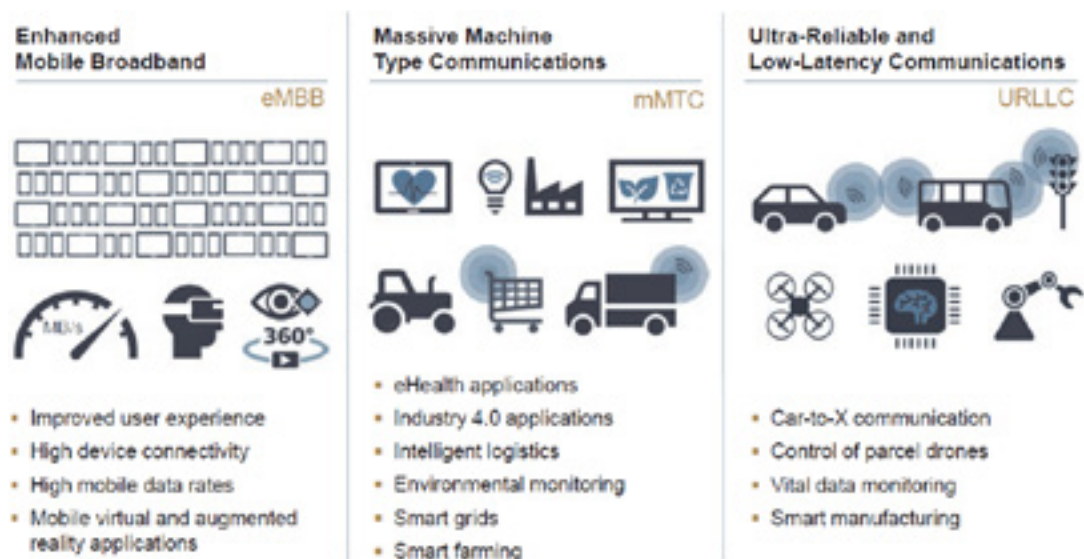 Enhanced
Mobile Broadband
eMBB
MB/s
360°
• Improved user experience
• High device connectivity
• High mobile data rates
• Mobile virtual and augmented
reality applications
Massive Machine
Type Communications
mMTC
• eHealth applications
• Industry 4.0 applications
• Intelligent logistics
• Environmental monitoring
• Smart grids
• Smart farming
Ultra-Reliable and
Low-Latency Communications
URLLC
• Car-to-X communication
• Control of parcel drones
• Vital data monitoring
• Smart manufacturing